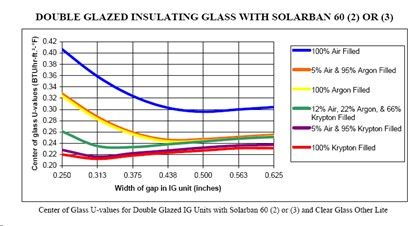 DOUBLE GLAZED INSULATING GLASS WITH SOLARBAN 60 (2) OR (3)
Center of glass U-values (BTU/hr-ft.²-°F)
0.42
0.40
0.38
0.36
0.34
0.32
0.30
0.28
0.26
0.24
0.22
0.20
0.250
0.313
0.375
0.438
0.500
0.563
0.625
Width of gap in IG unit (inches)
100% Air Filled
5% Air & 95% Argon Filled
100% Argon Filled
12% Air, 22% Argon, & 66%
Krypton Filled
5% Air & 95% Krypton Filled
100% Krypton Filled
Center of Glass U-values for Double Glazed IG Units with Solarban 60 (2) or (3) and Clear Glass Other Lite